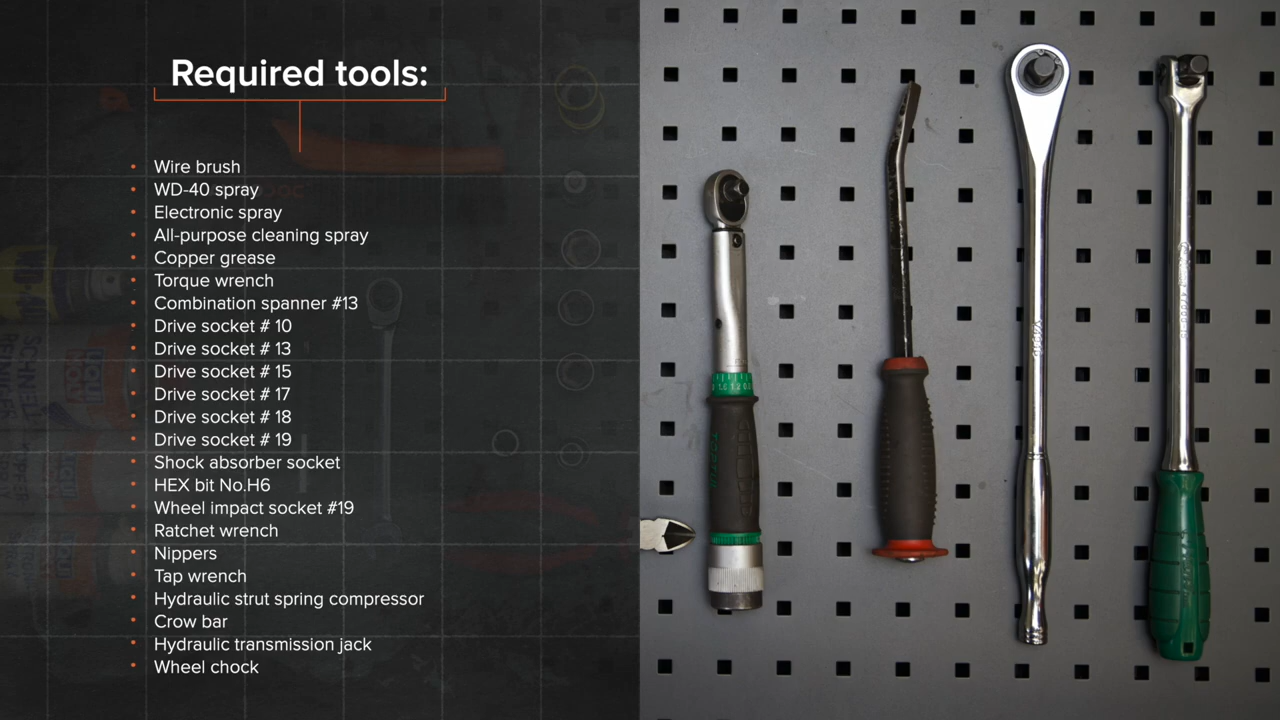 Required tools:
• Wire brush
• WD-40 spray
• Electronic spray
• All-purpose cleaning spray
• Copper grease
• Torque wrench
• Combination spanner #13
• Drive socket # 10
• Drive socket # 13
• Drive socket # 15
• Drive socket # 17
• Drive socket # 18
• Drive socket # 19
• Shock absorber socket
• HEX bit No.H6
• Wheel impact socket #19
• Ratchet wrench
• Nippers
• Tap wrench
• Hydraulic strut spring compressor
• Crow bar
• Hydraulic transmission jack
• Wheel chock